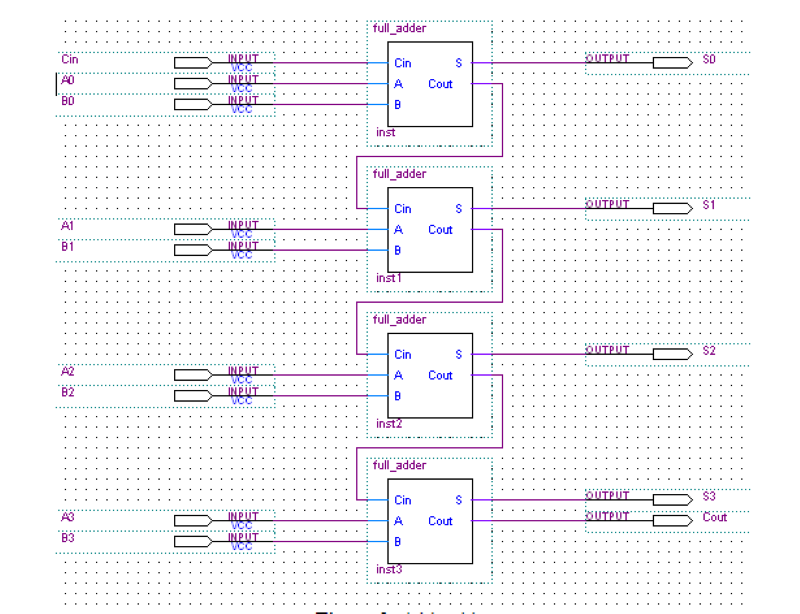 full_adder
Cin INPUT VCC Cin S OUTPUT S0
A0 INPUT VCC A Cout
B0 INPUT VCC B
inst
full_adder
Cin S OUTPUT S1
A1 INPUT VCC A Cout
B1 INPUT VCC B
inst1
full_adder
Cin S OUTPUT S2
A2 INPUT VCC A Cout
B2 INPUT VCC B
inst2
full_adder
Cin S OUTPUT S3
A3 INPUT VCC A Cout OUTPUT Cout
B3 INPUT VCC B
inst3